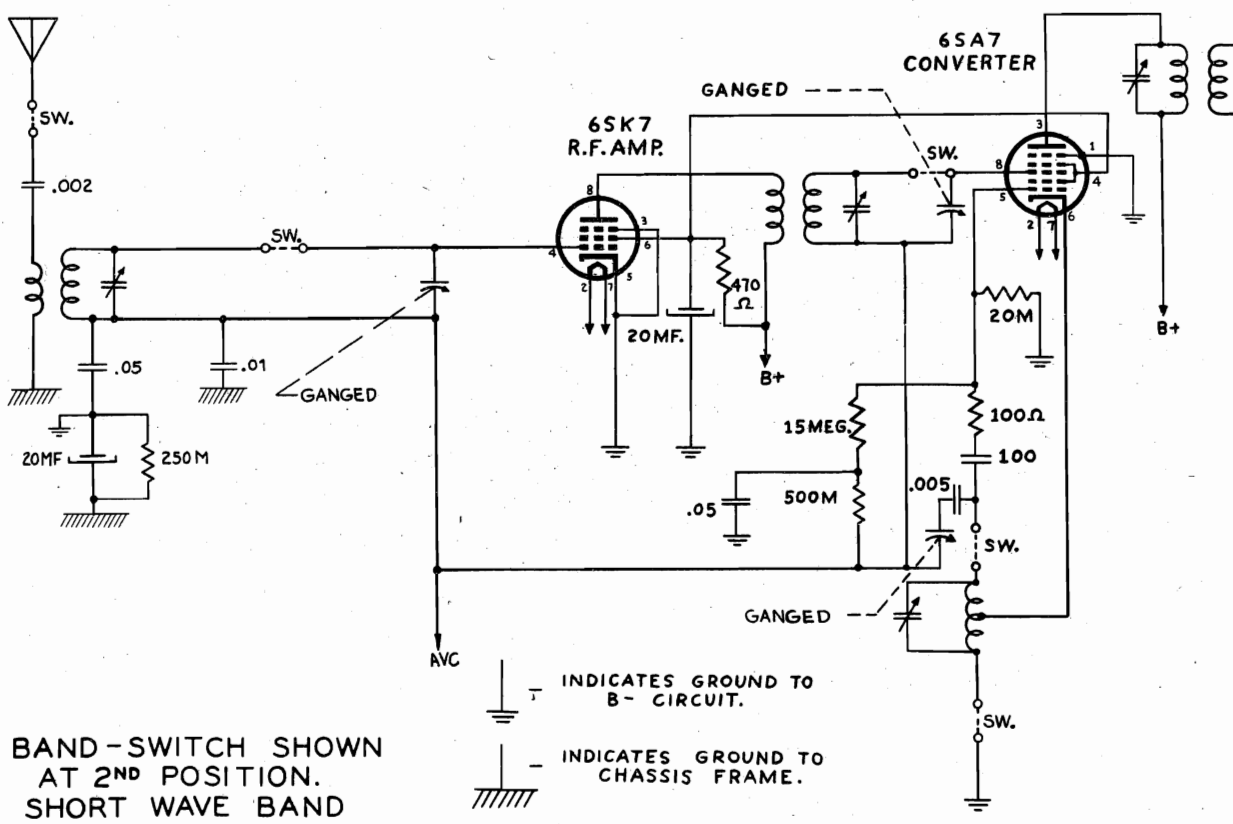 6SA7
CONVERTER
GANGED
6SK7
R.F. AMP.
SW.
.002
3
1
8
4
5
2
7
6
SW.
8
3
6
4
2
7
5
SW.
470
Ω
20MF.
B+
20M
B+
.05
.01
GANGED
15MEG.
100Ω
20MF
250M
100
.05
500M
.005
SW.
GANGED
AVC
INDICATES GROUND TO
B- CIRCUIT.
SW.
INDICATES GROUND TO
CHASSIS FRAME.
BAND-SWITCH SHOWN
AT 2ND POSITION.
SHORT WAVE BAND